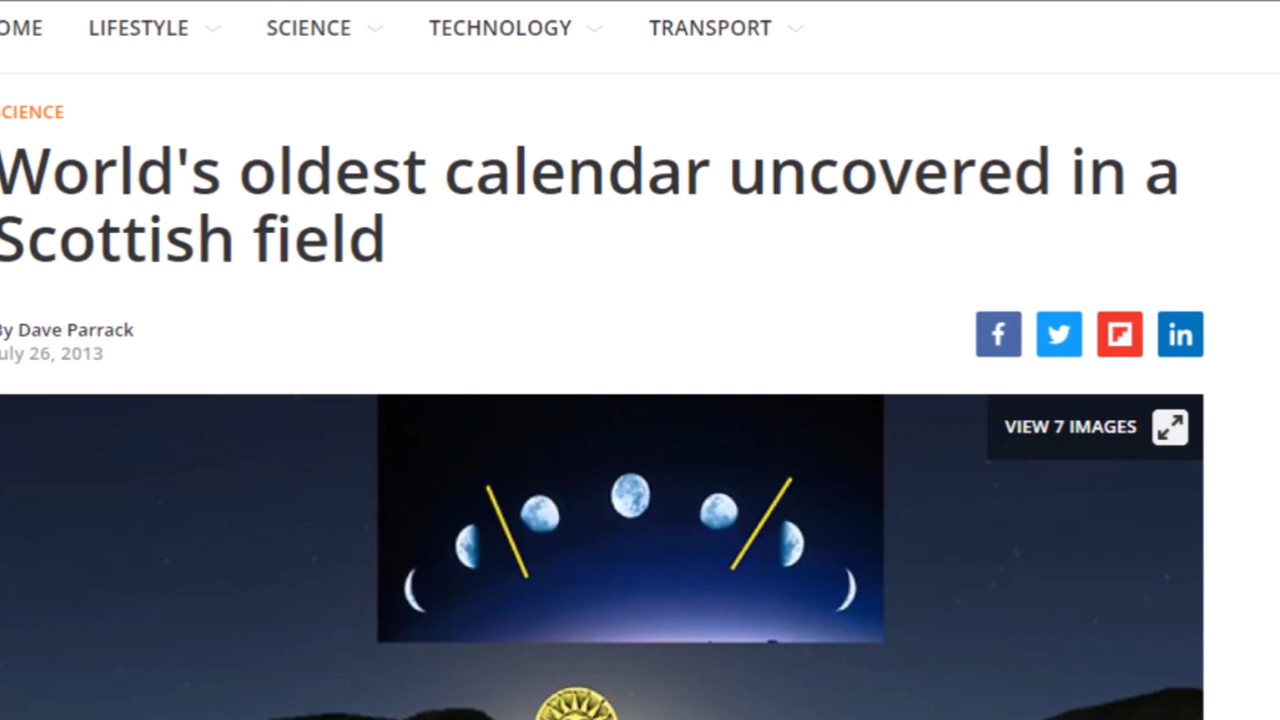 OME LIFESTYLE SCIENCE TECHNOLOGY TRANSPORT
CIENCE
World's oldest calendar uncovered in a
Scottish field
By Dave Parrack
uly 26, 2013
f in
VIEW 7 IMAGES